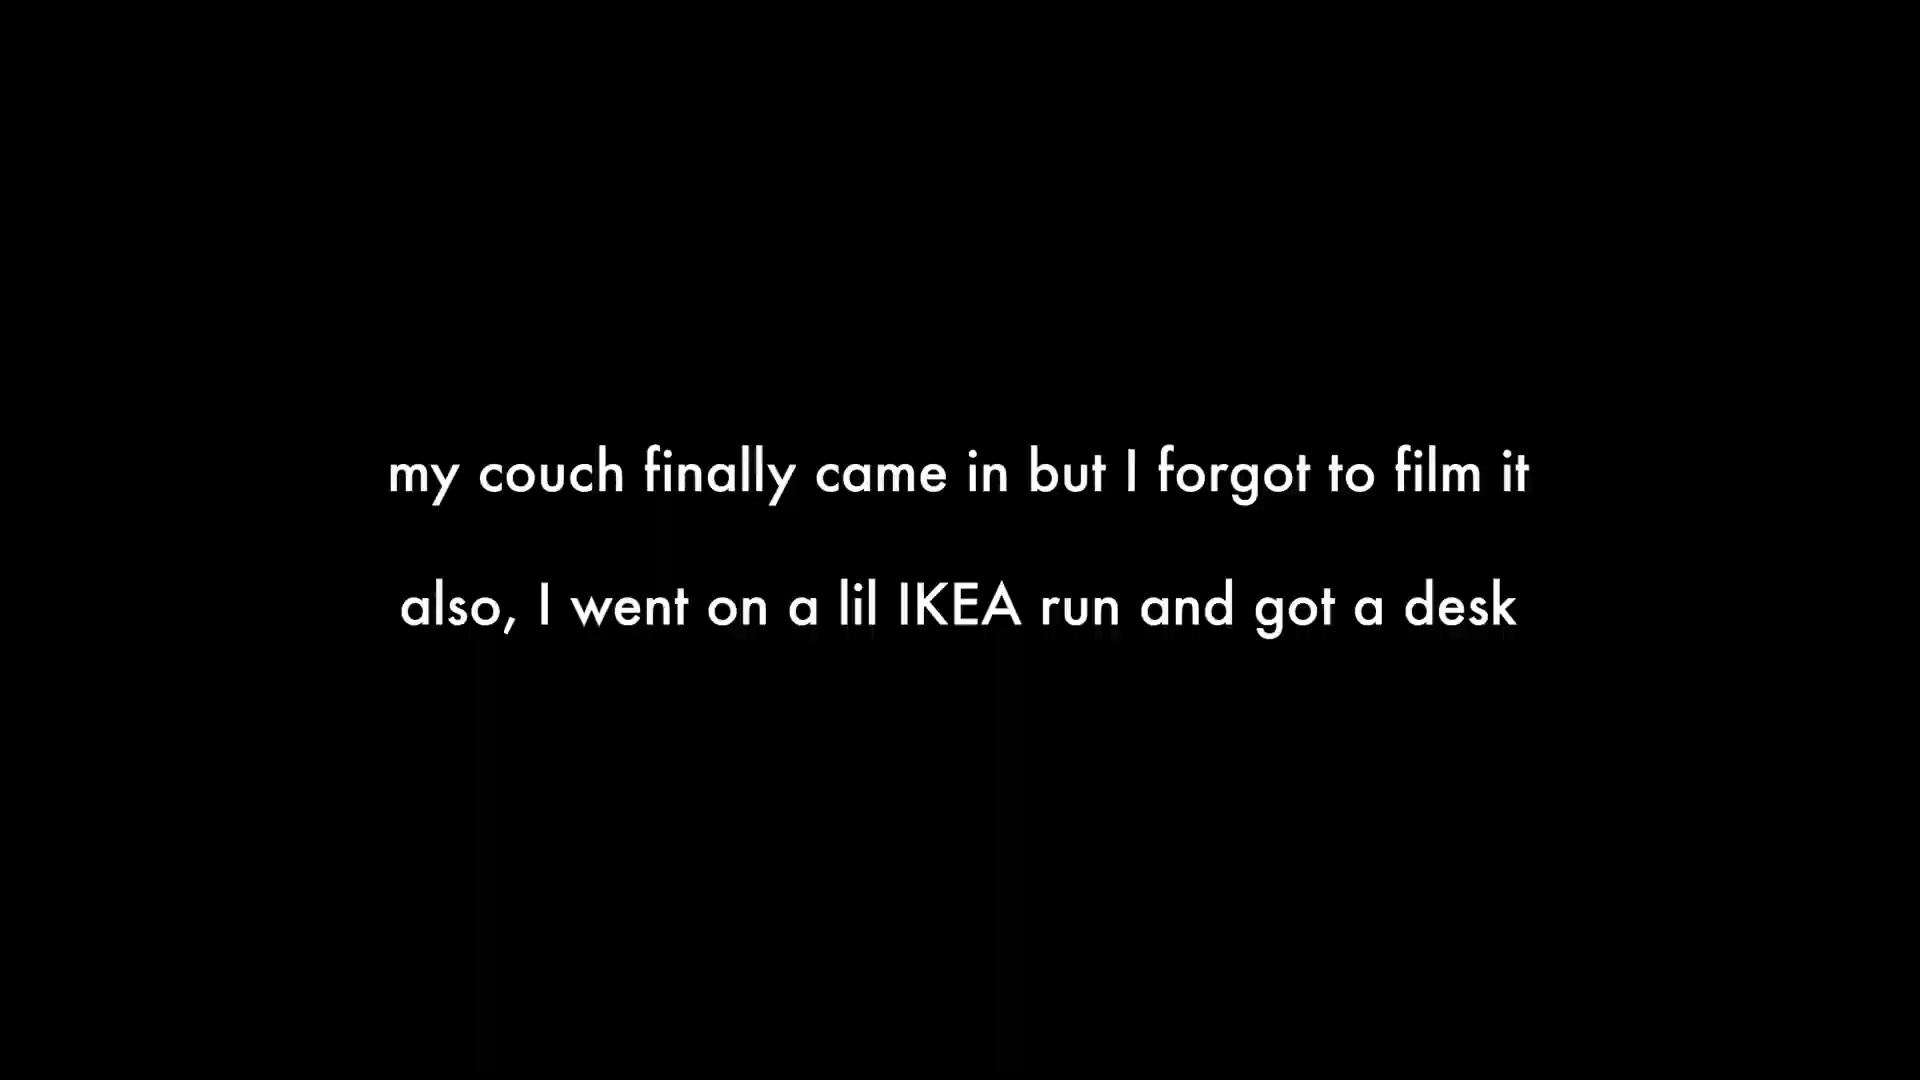 my couch finally came in but I forgot to film it
also, I went on a lil IKEA run and got a desk